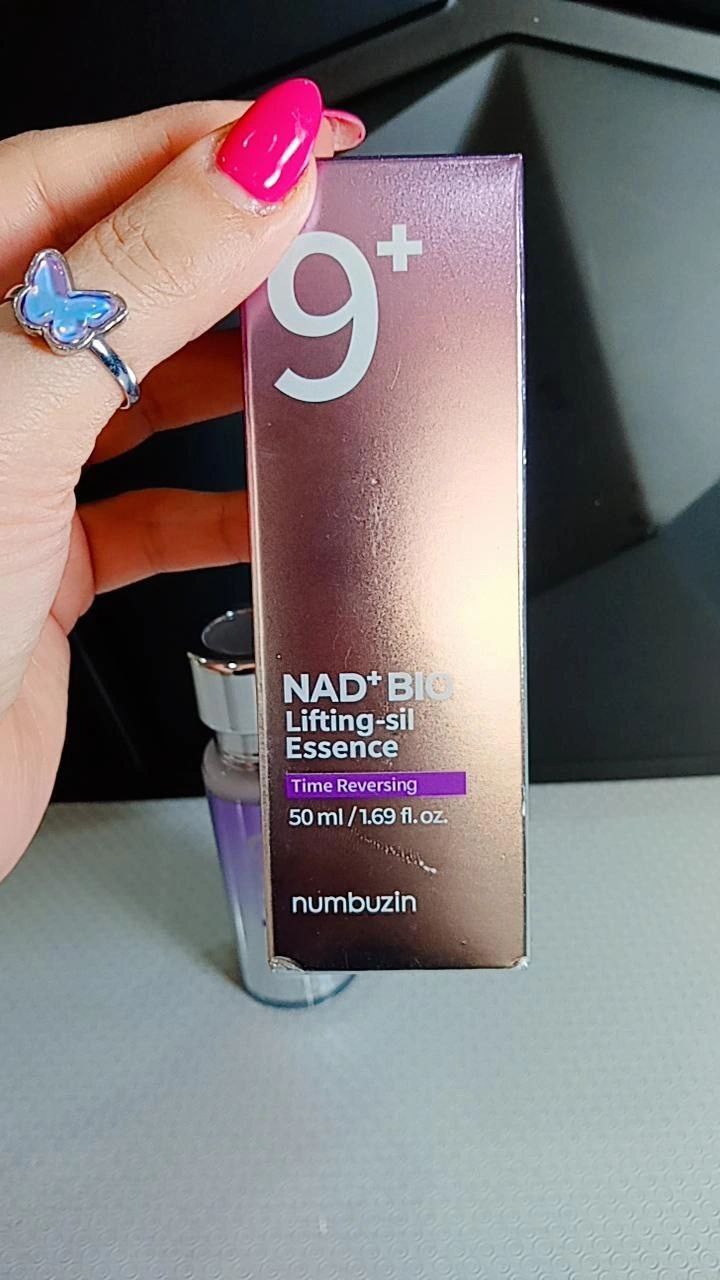 9+
NAD+ BIO
Lifting-sil
Essence
Time Reversing
50 ml / 1.69 fl. oz.
numbuzin